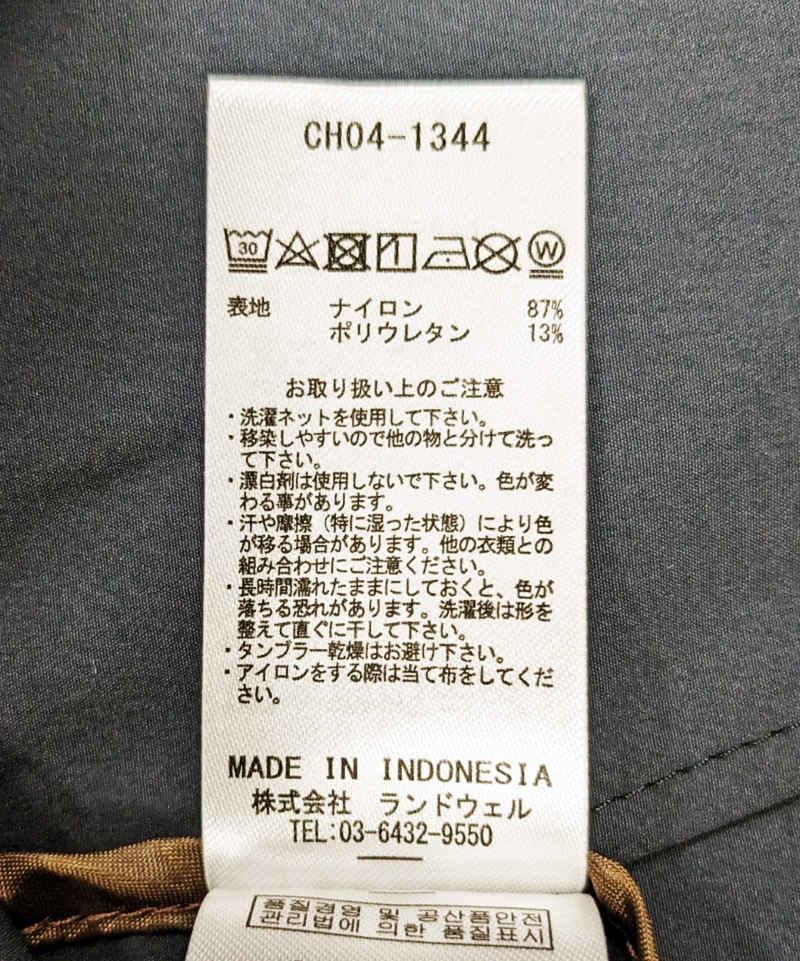 CH04-1344
30
W
表地 ナイロン 87%
ポリウレタン 13%
お取り扱い上のご注意
・洗濯ネットを使用して下さい。
・移染しやすいので他の物と分けて洗っ
て下さい。
・漂白剤は使用しないで下さい。色が変
わる事があります。
・汗や摩擦（特に湿った状態）により色
が移る場合があります。他の衣類との
組み合わせにご注意ください。
・長時間濡れたままにしておくと、色が
落ちる恐れがあります。洗濯後は形を
整えて直ぐに干して下さい。
・タンブラー乾燥はお避け下さい。
・アイロンをする際は当て布をしてくだ
さい。
MADE IN INDONESIA
株式会社 ランドウェル
TEL:03-6432-9550
품질경영 및 공산품안전
관리법에 의한 품질표시